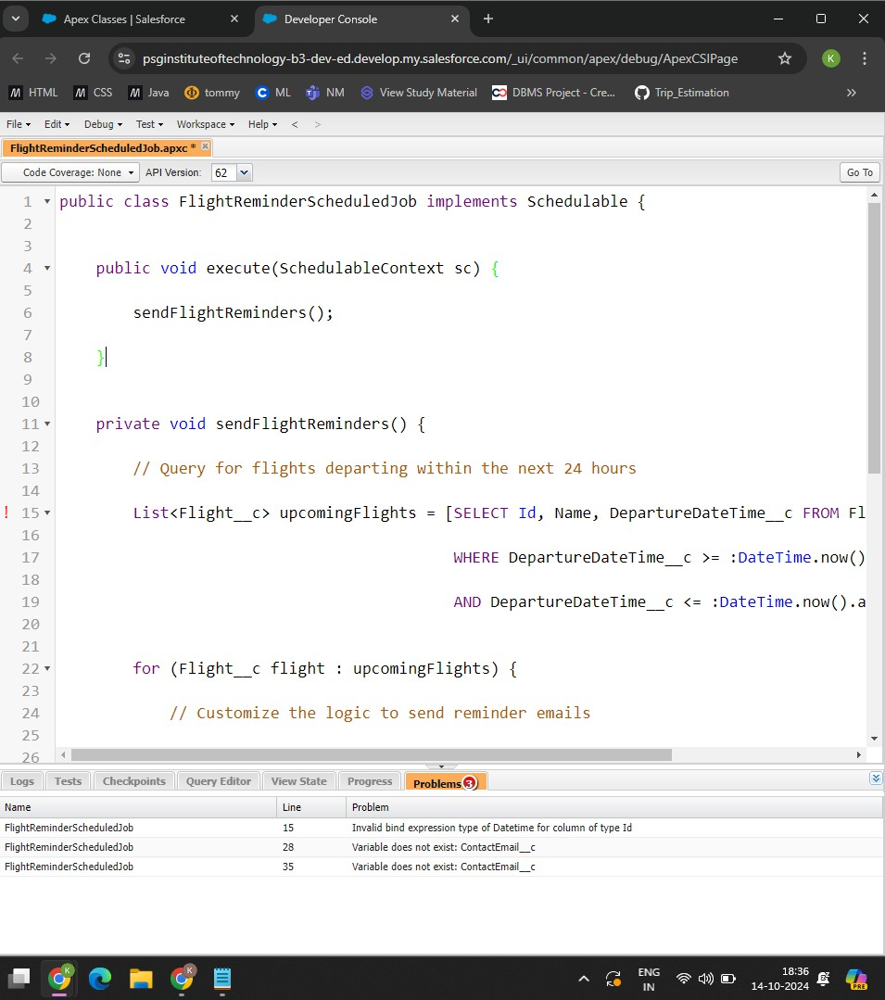 Apex Classes | Salesforce
Developer Console
psginstituteoftechnology-b3-dev-ed.develop.my.salesforce.com/_ui/common/apex/debug/ApexCSIPage
K
HTML
CSS
Java
tommy
ML
NM
View Study Material
DBMS Project - Cre...
Trip_Estimation
File
Edit
Debug
Test
Workspace
Help
<
>
FlightReminderScheduledJob.apxc *
Code Coverage: None
API Version:
62
Go To
1 public class FlightReminderScheduledJob implements Schedulable {
2
3
4 public void execute(SchedulableContext sc) {
5
6 sendFlightReminders();
7
8 }
9
10
11 private void sendFlightReminders() {
12
13 // Query for flights departing within the next 24 hours
14
! 15 List<Flight__c> upcomingFlights = [SELECT Id, Name, DepartureDateTime__c FROM Fl
16
17 WHERE DepartureDateTime__c >= :DateTime.now()
18
19 AND DepartureDateTime__c <= :DateTime.now().a
20
21
22 for (Flight__c flight : upcomingFlights) {
23
24 // Customize the logic to send reminder emails
25
26
Logs
Tests
Checkpoints
Query Editor
View State
Progress
Problems 3
Name Line Problem
FlightReminderScheduledJob 15 Invalid bind expression type of Datetime for column of type Id
FlightReminderScheduledJob 28 Variable does not exist: ContactEmail__c
FlightReminderScheduledJob 35 Variable does not exist: ContactEmail__c
K
K
ENG
IN
18:36
14-10-2024
PRE